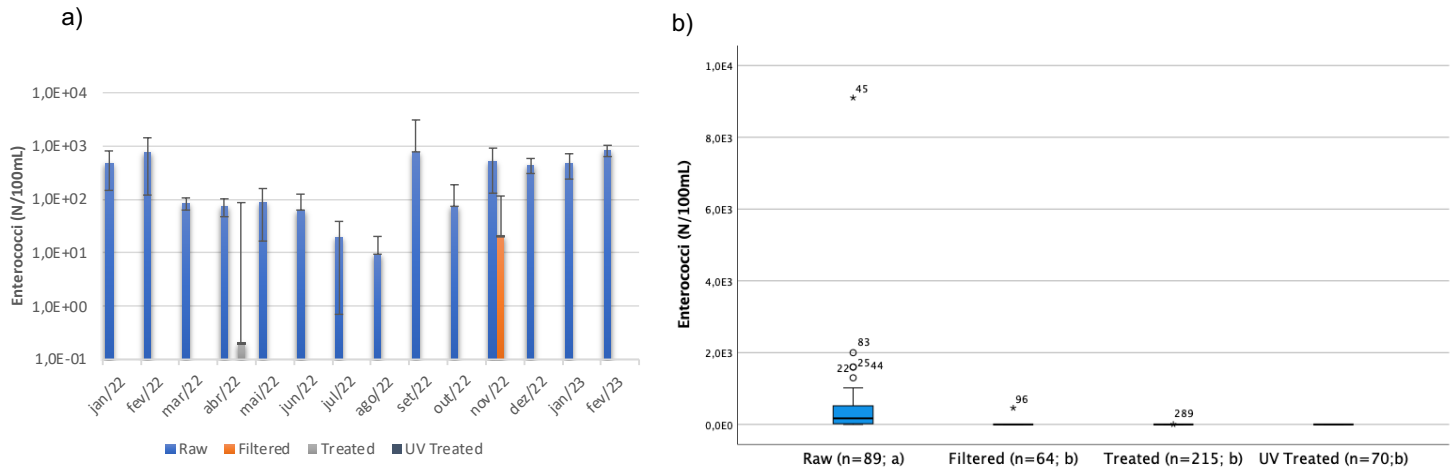 a)
1,0E+04
1,0E+03
1,0E+02
1,0E+01
1,0E+00
1,0E-01
Enterococci (N/100mL)
jan/22 fev/22 mar/22 abr/22 mai/22 jun/22 jul/22 ago/22 set/22 out/22 nov/22 dez/22 jan/23 fev/23
Raw Filtered Treated UV Treated
b)
1,0E4
8,0E3
6,0E3
4,0E3
2,0E3
0,0E0
Enterococci (N/100mL)
45
83
22 25 44
96
289
Raw (n=89; a) Filtered (n=64; b) Treated (n=215; b) UV Treated (n=70;b)